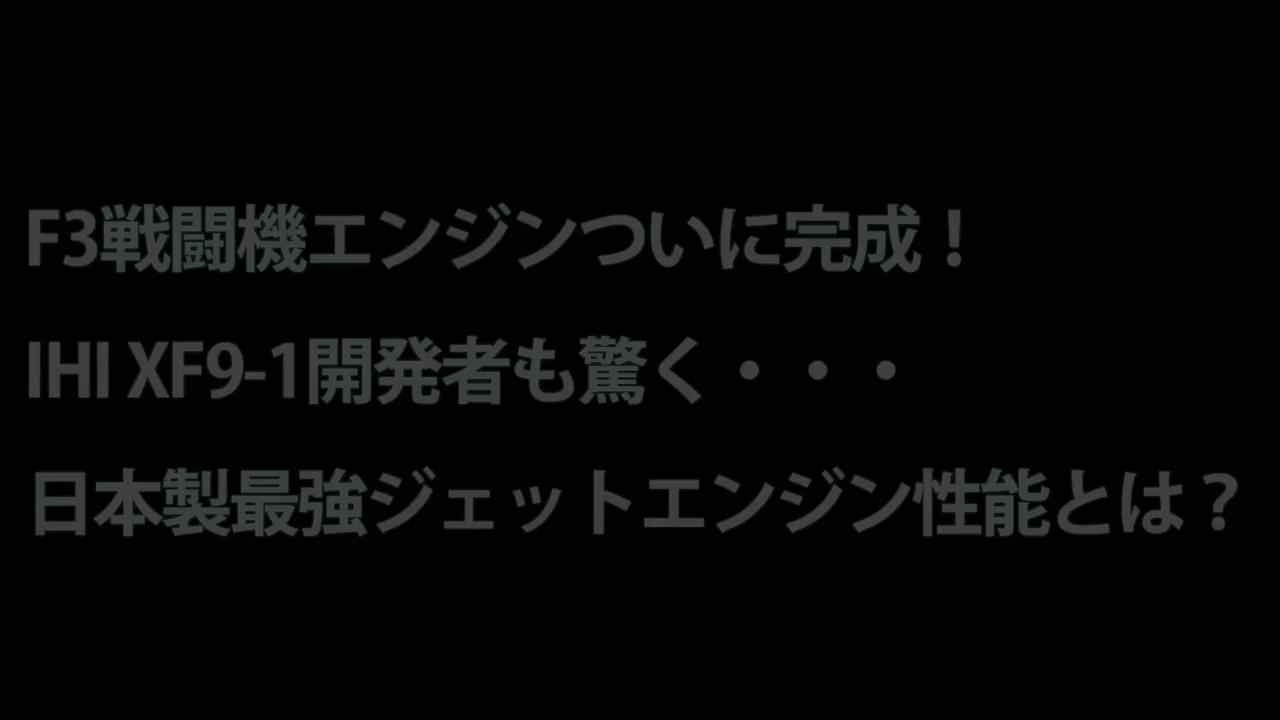 F3戦闘機エンジンついに完成！
IHI XF9-1開発者も驚く・・・
日本製最強ジェットエンジン性能とは？